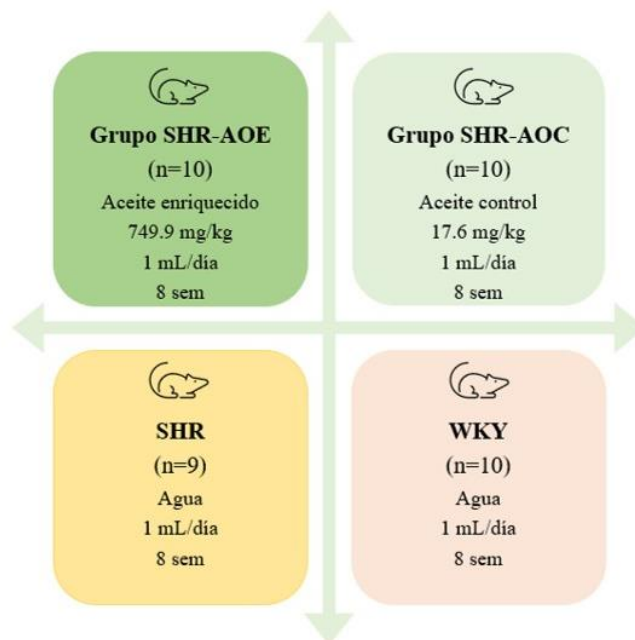 Grupo SHR-AOE
(n=10)
Aceite enriquecido
749.9 mg/kg
1 mL/día
8 sem
Grupo SHR-AOC
(n=10)
Aceite control
17.6 mg/kg
1 mL/día
8 sem
SHR
(n=9)
Agua
1 mL/día
8 sem
WKY
(n=10)
Agua
1 mL/día
8 sem